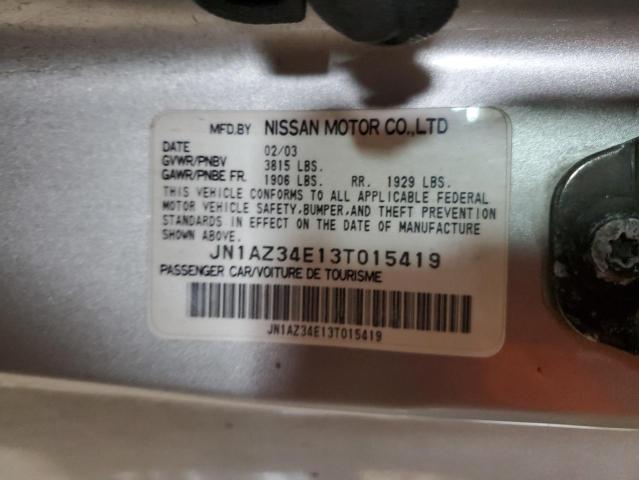 MFD.BY NISSAN MOTOR CO.,LTD
DATE 02/03
GVWR/PNBV 3815 LBS.
GAWR/PNBE FR. 1906 LBS. RR. 1929 LBS.
THIS VEHICLE CONFORMS TO ALL APPLICABLE FEDERAL
MOTOR VEHICLE SAFETY,BUMPER,AND THEFT PREVENTION
STANDARDS IN EFFECT ON THE DATE OF MANUFACTURE
SHOWN ABOVE.
JN1AZ34E13T015419
PASSENGER CAR/VOITURE DE TOURISME
JN1AZ34E13T015419